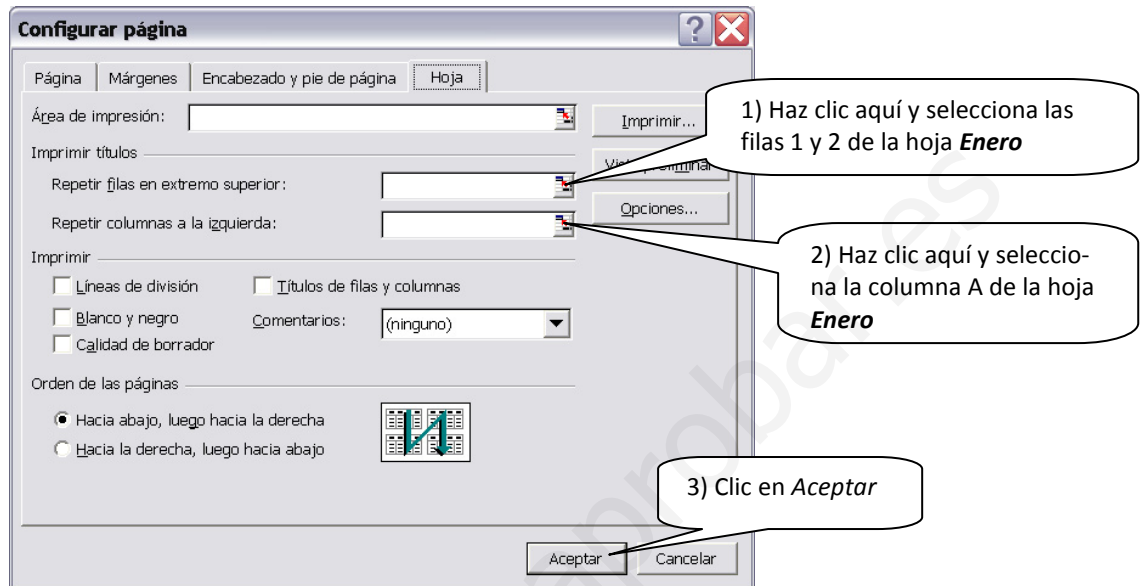 Configurar página
Página Márgenes Encabezado y pie de página Hoja
Área de impresión:
Imprimir...
1) Haz clic aquí y selecciona las
filas 1 y 2 de la hoja Enero
Imprimir títulos
Repetir filas en extremo superior:
Repetir columnas a la izquierda:
Opciones...
2) Haz clic aquí y seleccio-
na la columna A de la hoja
Enero
Imprimir
Líneas de división
Títulos de filas y columnas
Blanco y negro
Comentarios: (ninguno)
Calidad de borrador
Orden de las páginas
Hacia abajo, luego hacia la derecha
Hacia la derecha, luego hacia abajo
3) Clic en Aceptar
Aceptar
Cancelar